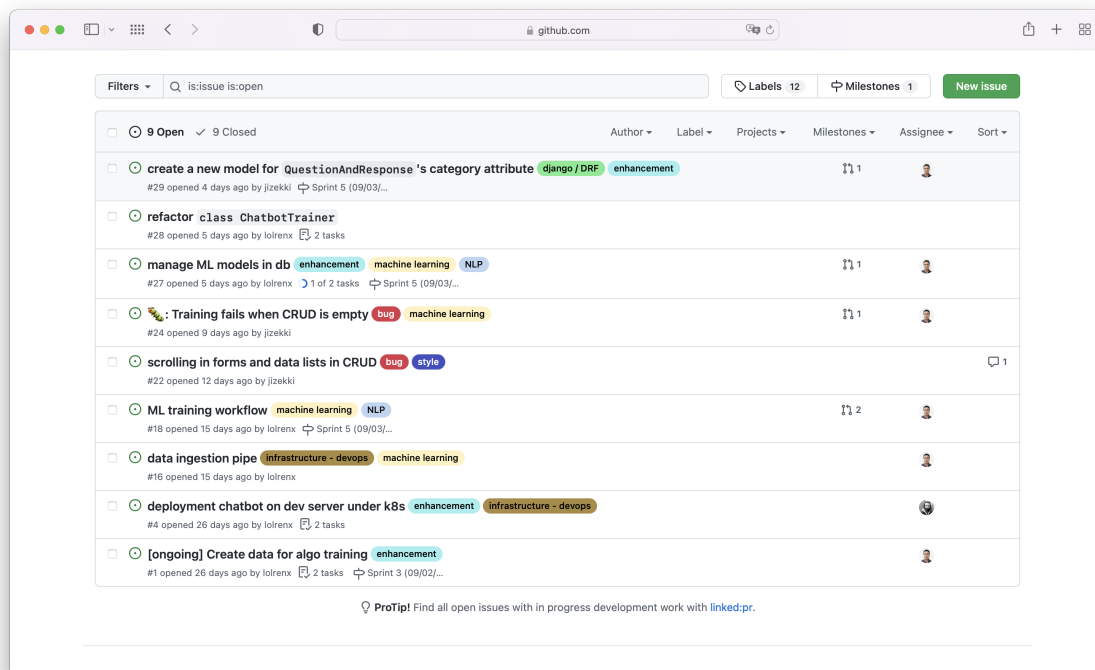 github.com
Filters is:issue is:open Labels 12 Milestones 1 New issue
9 Open 9 Closed Author Label Projects Milestones Assignee Sort
create a new model for QuestionAndResponse 's category attribute django / DRF enhancement 1
#29 opened 4 days ago by jizekki Sprint 5 (09/03/...
refactor class ChatbotTrainer
#28 opened 5 days ago by lolrenx 2 tasks
manage ML models in db enhancement machine learning NLP 1
#27 opened 5 days ago by lolrenx 1 of 2 tasks Sprint 5 (09/03/...
🐛: Training fails when CRUD is empty bug machine learning 1
#24 opened 9 days ago by jizekki
scrolling in forms and data lists in CRUD bug style 1
#22 opened 12 days ago by jizekki
ML training workflow machine learning NLP 2
#18 opened 15 days ago by lolrenx Sprint 5 (09/03/...
data ingestion pipe infrastructure - devops machine learning
#16 opened 15 days ago by lolrenx
deployment chatbot on dev server under k8s enhancement infrastructure - devops
#4 opened 26 days ago by lolrenx 2 tasks
[ongoing] Create data for algo training enhancement
#1 opened 26 days ago by lolrenx 2 tasks Sprint 3 (09/02/...
ProTip! Find all open issues with in progress development work with linked:pr.